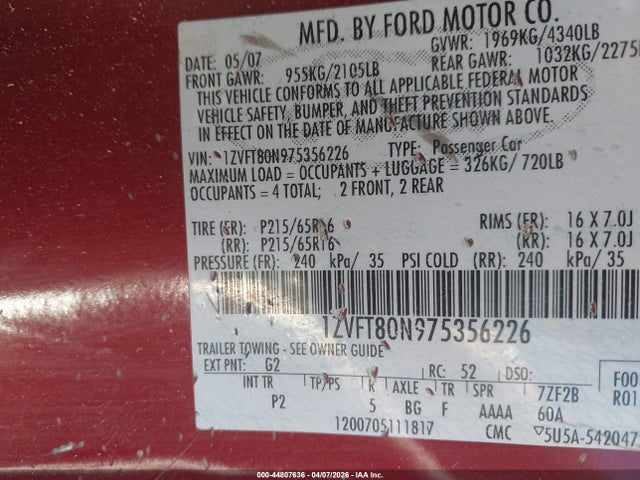 MFD. BY FORD MOTOR CO.
DATE: 05/07 GVWR: 1969KG/4340LB
FRONT GAWR: 955KG/2105LB REAR GAWR: 1032KG/2275
THIS VEHICLE CONFORMS TO ALL APPLICABLE FEDERAL MOTOR
VEHICLE SAFETY, BUMPER, AND THEFT PREVENTION STANDARDS
IN EFFECT ON THE DATE OF MANUFACTURE SHOWN ABOVE.
VIN: 1ZVFT80N975356226 TYPE: Passenger Car
MAXIMUM LOAD = OCCUPANTS + LUGGAGE = 326KG/ 720LB
OCCUPANTS = 4 TOTAL; 2 FRONT, 2 REAR
TIRE (FR): P215/65R16 RIMS (FR): 16 X 7.0J
(RR): P215/65R16 (RR): 16 X 7.0J
PRESSURE (FR): 240 kPa/ 35 PSI COLD (RR): 240 kPa/ 35
1ZVFT80N975356226
TRAILER TOWING - SEE OWNER GUIDE
EXT PNT: G2 RC: 52 DSO: F00
INT TR TP/PS R AXLE TR SPR 7ZF2B R01
P2 5 BG F AAAA 60A
1200705111817 CMC ▽5U5A-542047
© IAA - 44807636 - 04/07/2026 - IAAI.COM